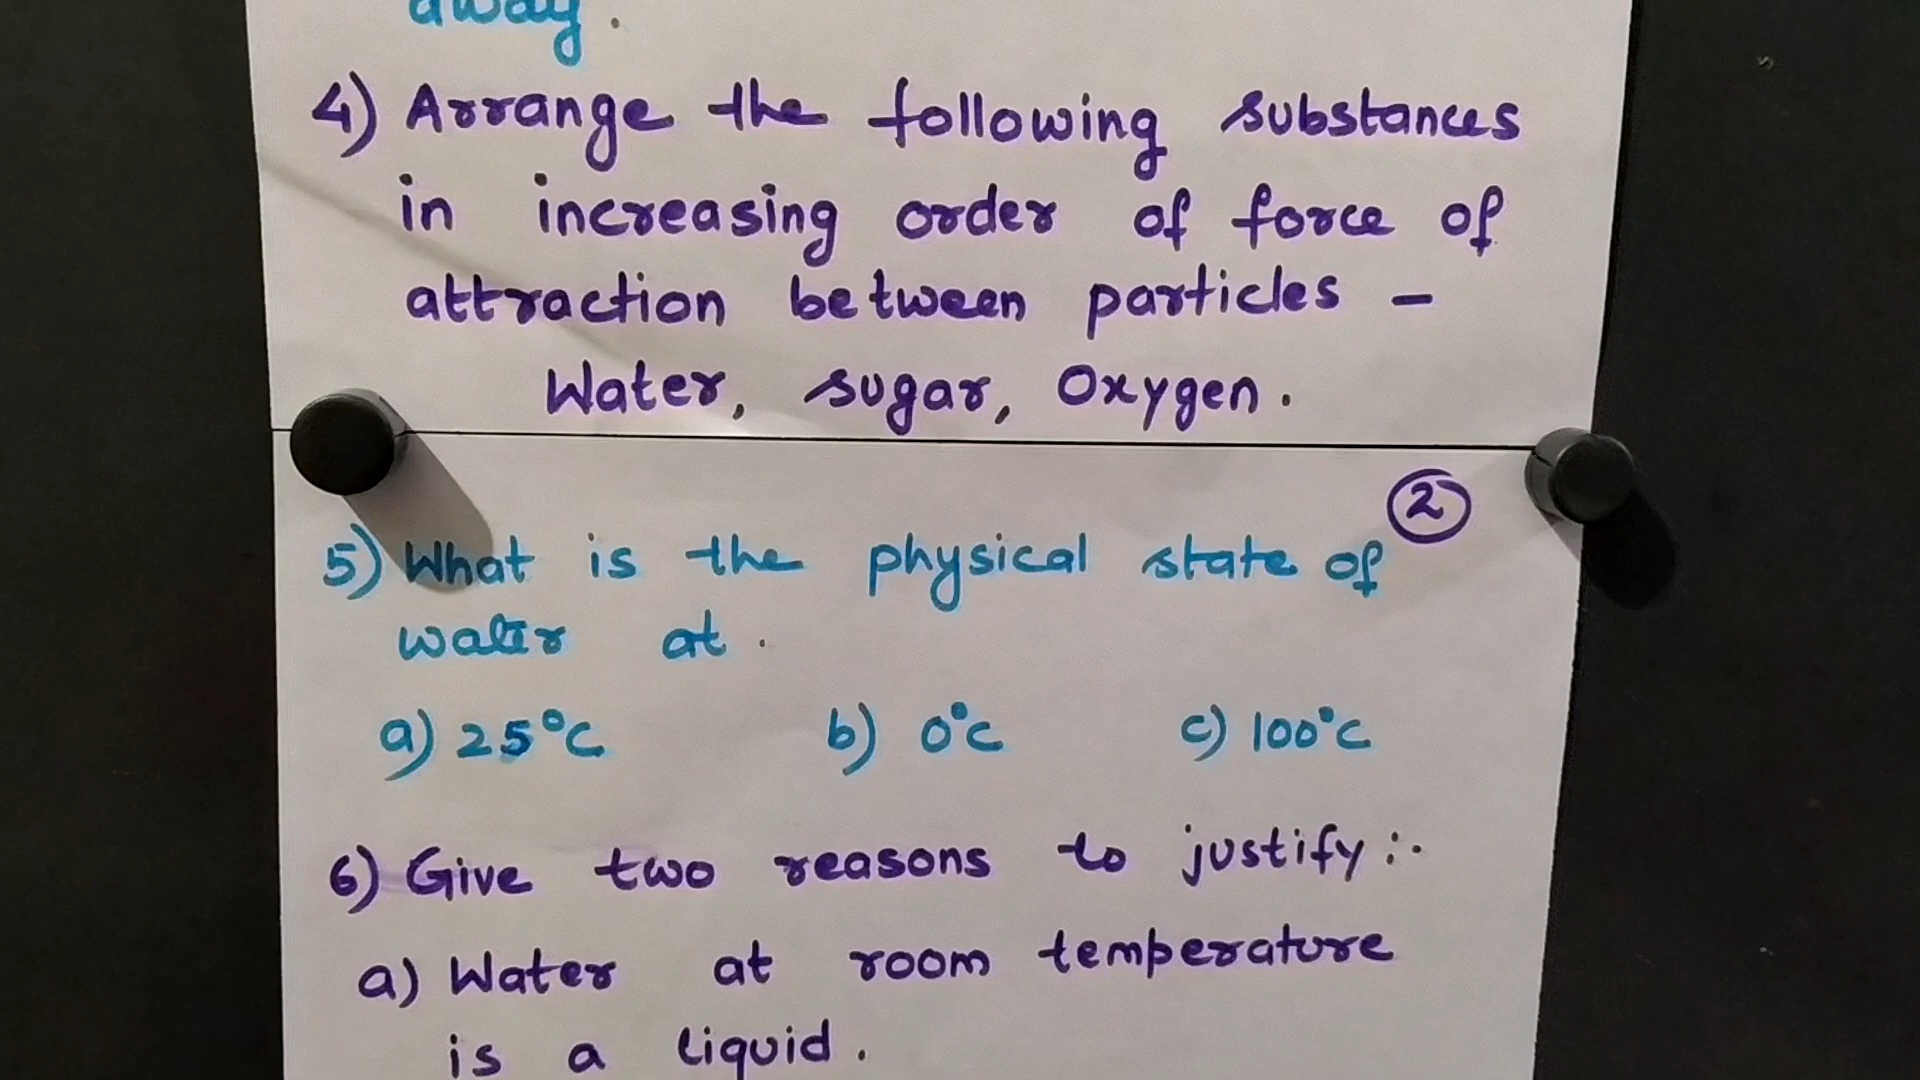 away.
4) Arrange the following substances
in increasing order of force of
attraction between particles -
Water, sugar, Oxygen.
2
5) What is the physical state of
water at.
a) 25°C b) 0°C c) 100°C
6) Give two reasons to justify:-
a) Water at room temperature
is a liquid.